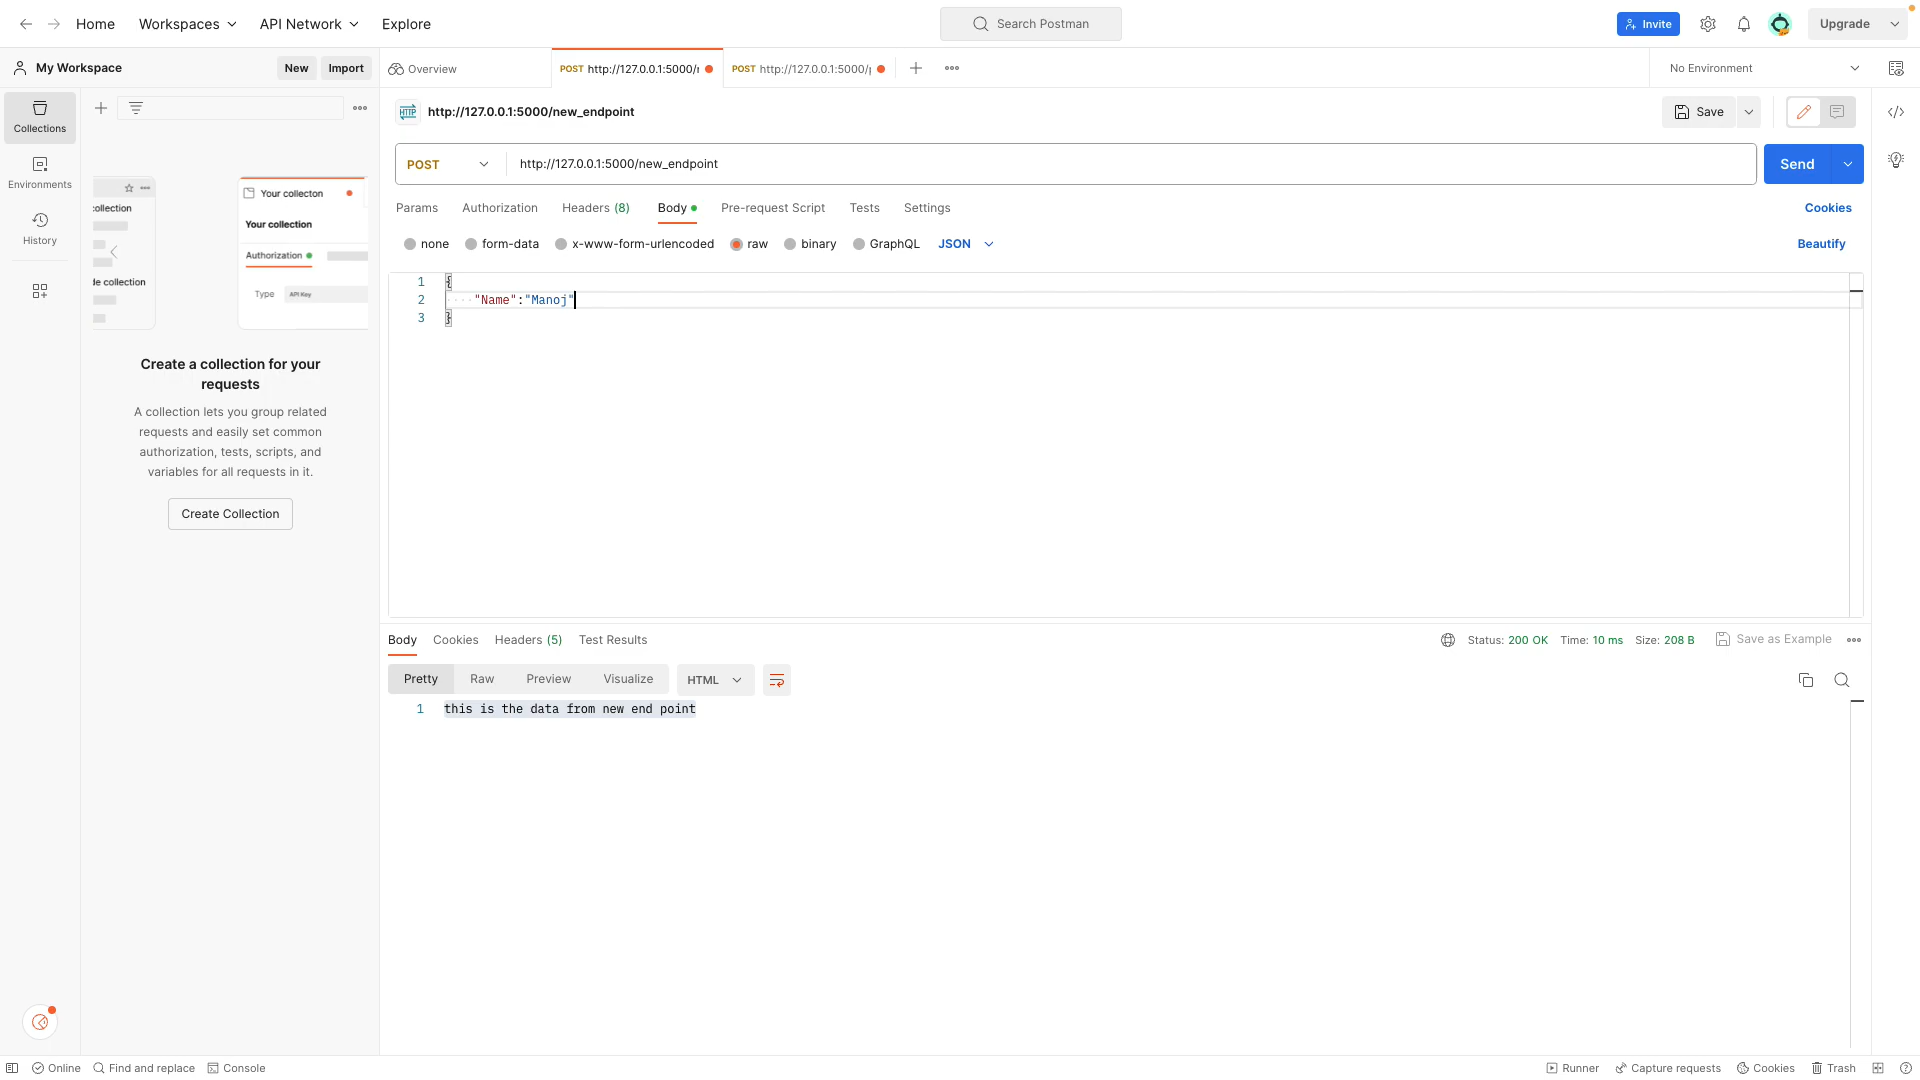 Home
Workspaces
API Network
Explore
Search Postman
Invite
Upgrade
My Workspace
New
Import
Overview
POST http://127.0.0.1:5000/
POST http://127.0.0.1:5000/
No Environment
Collections
Environments
History
collection
collection
Your collecton
Your collection
Authorization
Type
API Key
Create a collection for your
requests
A collection lets you group related
requests and easily set common
authorization, tests, scripts, and
variables for all requests in it.
Create Collection
HTTP
http://127.0.0.1:5000/new_endpoint
Save
POST
http://127.0.0.1:5000/new_endpoint
Send
Params
Authorization
Headers (8)
Body
Pre-request Script
Tests
Settings
Cookies
none
form-data
x-www-form-urlencoded
raw
binary
GraphQL
JSON
Beautify
1 {
2 "Name":"Manoj"
3 }
Body
Cookies
Headers (5)
Test Results
Status: 200 OK
Time: 10 ms
Size: 208 B
Save as Example
Pretty
Raw
Preview
Visualize
HTML
1 this is the data from new end point
Online
Find and replace
Console
Runner
Capture requests
Cookies
Trash